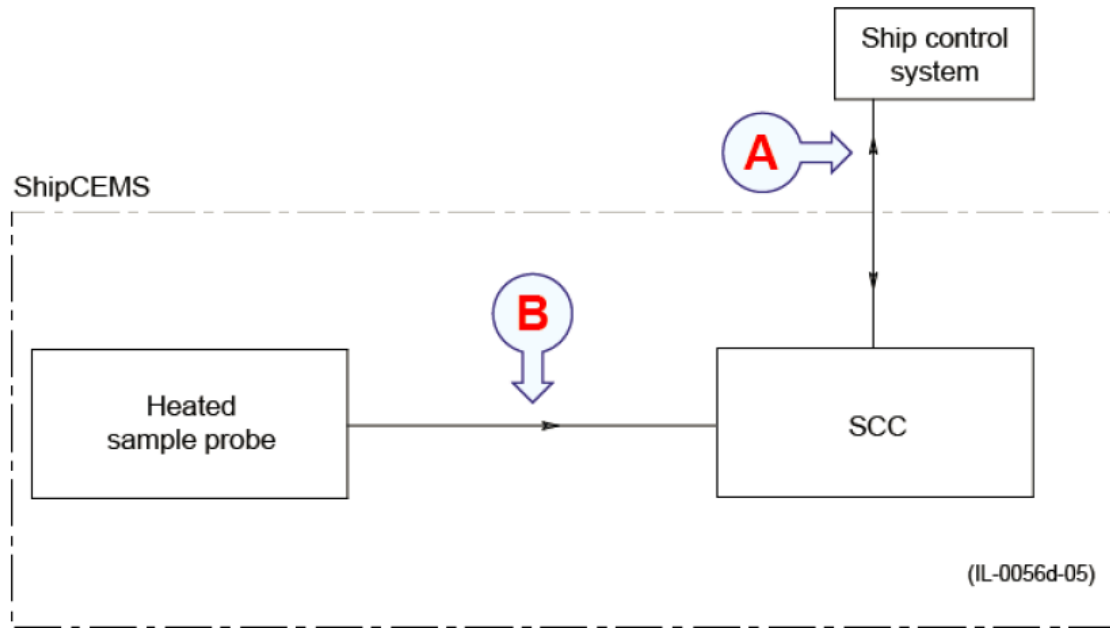 Ship control
system
A
ShipCEMS
B
Heated
sample probe
SCC
(IL-0056d-05)